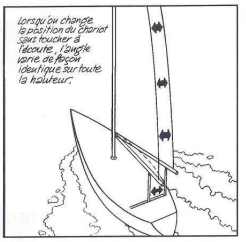 Lorsqu'on change
la position du chariot
sans toucher à
l'écoute, l'angle
varie de façon
identique sur toute
la hauteur.